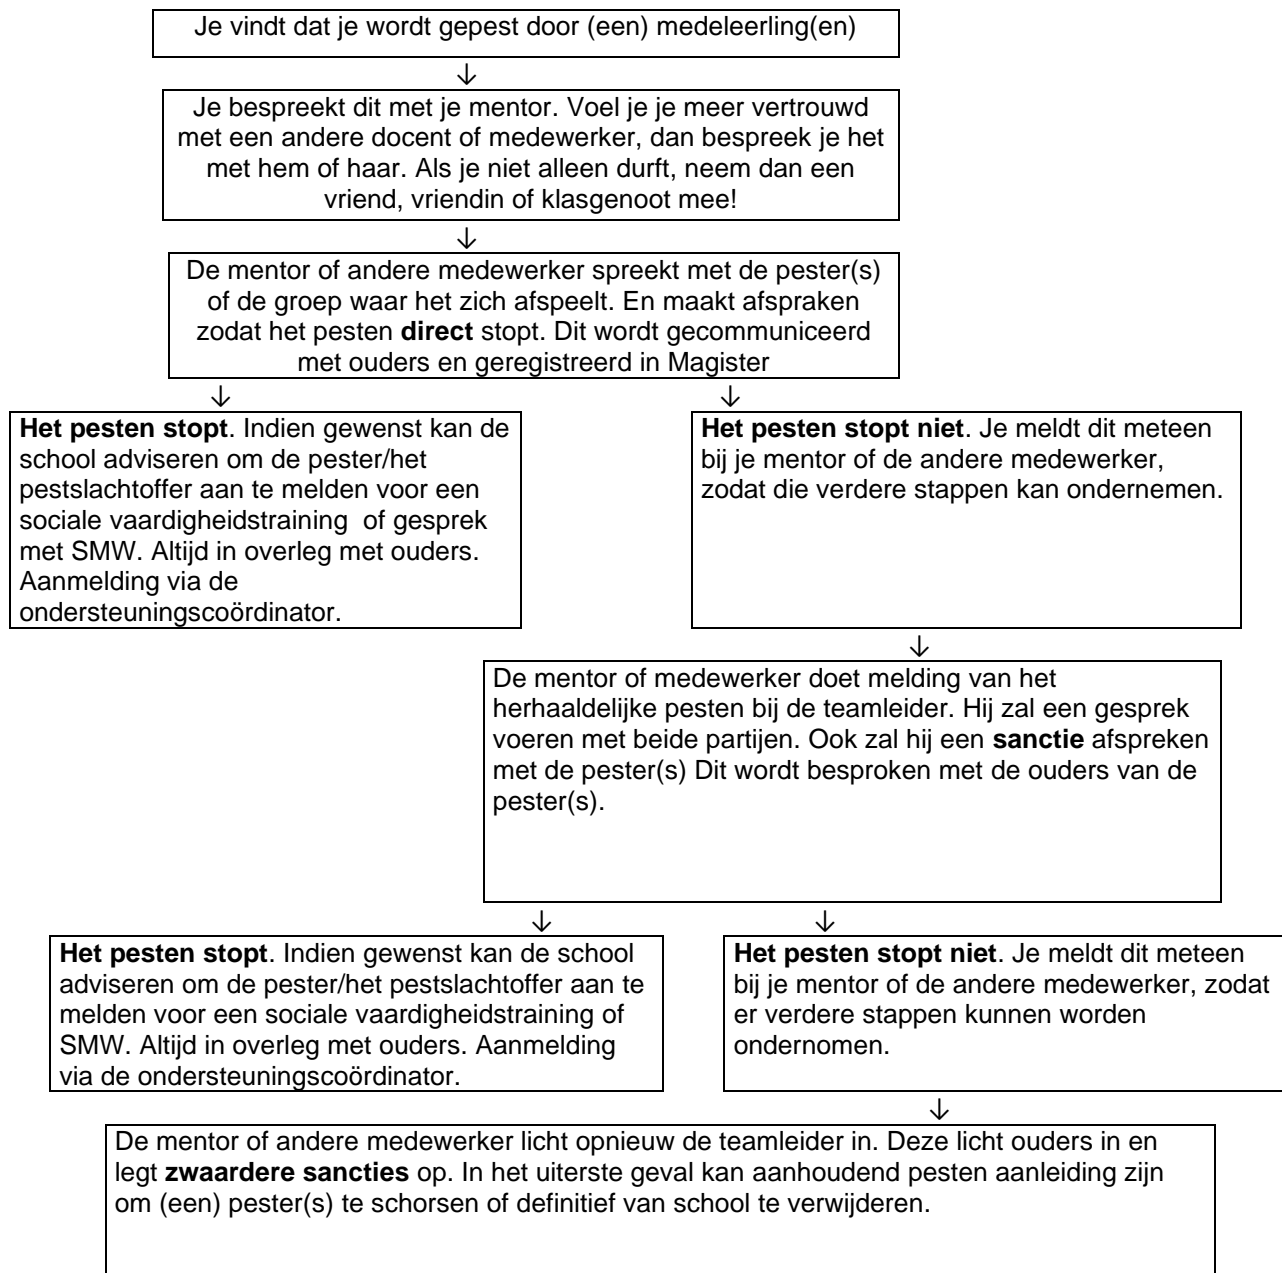 Je vindt dat je wordt gepest door (een) medeleerling(en)
↓
Je bespreekt dit met je mentor. Voel je je meer vertrouwd
met een andere docent of medewerker, dan bespreek je het
met hem of haar. Als je niet alleen durft, neem dan een
vriend, vriendin of klasgenoot mee!
↓
De mentor of andere medewerker spreekt met de pester(s)
of de groep waar het zich afspeelt. En maakt afspraken
zodat het pesten direct stopt. Dit wordt gecommuniceerd
met ouders en geregistreerd in Magister
↓ ↓
Het pesten stopt. Indien gewenst kan de
school adviseren om de pester/het
pestslachtoffer aan te melden voor een
sociale vaardigheidstraining of gesprek
met SMW. Altijd in overleg met ouders.
Aanmelding via de
ondersteuningscoördinator.
Het pesten stopt niet. Je meldt dit meteen
bij je mentor of de andere medewerker,
zodat die verdere stappen kan ondernemen.
↓
De mentor of medewerker doet melding van het
herhaaldelijke pesten bij de teamleider. Hij zal een gesprek
voeren met beide partijen. Ook zal hij een sanctie afspreken
met de pester(s) Dit wordt besproken met de ouders van de
pester(s).
↓ ↓
Het pesten stopt. Indien gewenst kan de school
adviseren om de pester/het pestslachtoffer aan te
melden voor een sociale vaardigheidstraining of
SMW. Altijd in overleg met ouders. Aanmelding
via de ondersteuningscoördinator.
Het pesten stopt niet. Je meldt dit meteen
bij je mentor of de andere medewerker, zodat
er verdere stappen kunnen worden
ondernomen.
↓
De mentor of andere medewerker licht opnieuw de teamleider in. Deze licht ouders in en
legt zwaardere sancties op. In het uiterste geval kan aanhoudend pesten aanleiding zijn
om (een) pester(s) te schorsen of definitief van school te verwijderen.